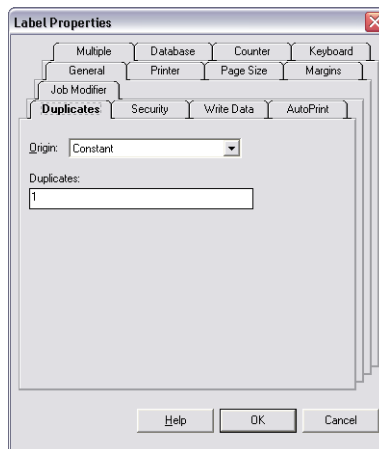 Label Properties
Multiple Database Counter Keyboard
General Printer Page Size Margins
Job Modifier
Duplicates Security Write Data AutoPrint
Origin: Constant
Duplicates:
1
Help OK Cancel